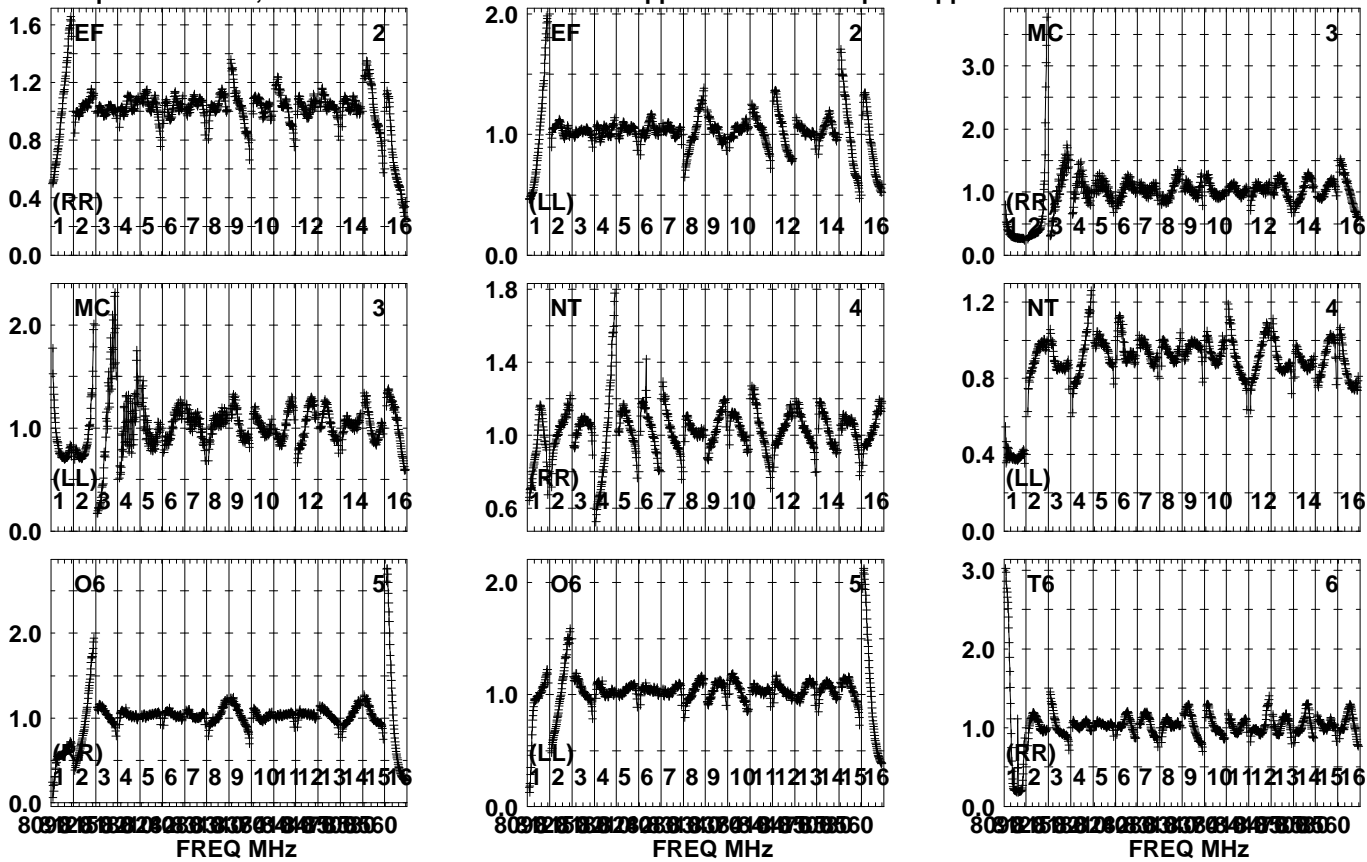 EF 2
1.6
1.2
0.8
0.4
0.0
(RR)
1 2 3 4 5 6 7 8 9 10 12 14 16
EF 2
2.0
1.0
0.0
(LL)
1 2 3 4 5 6 7 8 9 10 12 14 16
MC 3
3.0
2.0
1.0
0.0
(RR)
1 2 3 4 5 6 7 8 9 10 12 14 16
MC 3
2.0
1.0
0.0
(LL)
1 2 3 4 5 6 7 8 9 10 12 14 16
NT 4
1.8
1.4
1.0
0.6
(RR)
1 2 3 4 5 6 7 8 9 10 12 14 16
NT 4
1.2
0.8
0.4
0.0
(LL)
1 2 3 4 5 6 7 8 9 10 12 14 16
O6 5
2.0
1.0
0.0
(RR)
1 2 3 4 5 6 7 8 9 10 11 12 13 14 15 16
FREQ MHz
O6 5
2.0
1.0
0.0
(LL)
1 2 3 4 5 6 7 8 9 10 11 12 13 14 15 16
FREQ MHz
T6 6
3.0
2.0
1.0
0.0
(RR)
1 2 3 4 5 6 7 8 9 10 11 12 13 14 15 16
FREQ MHz